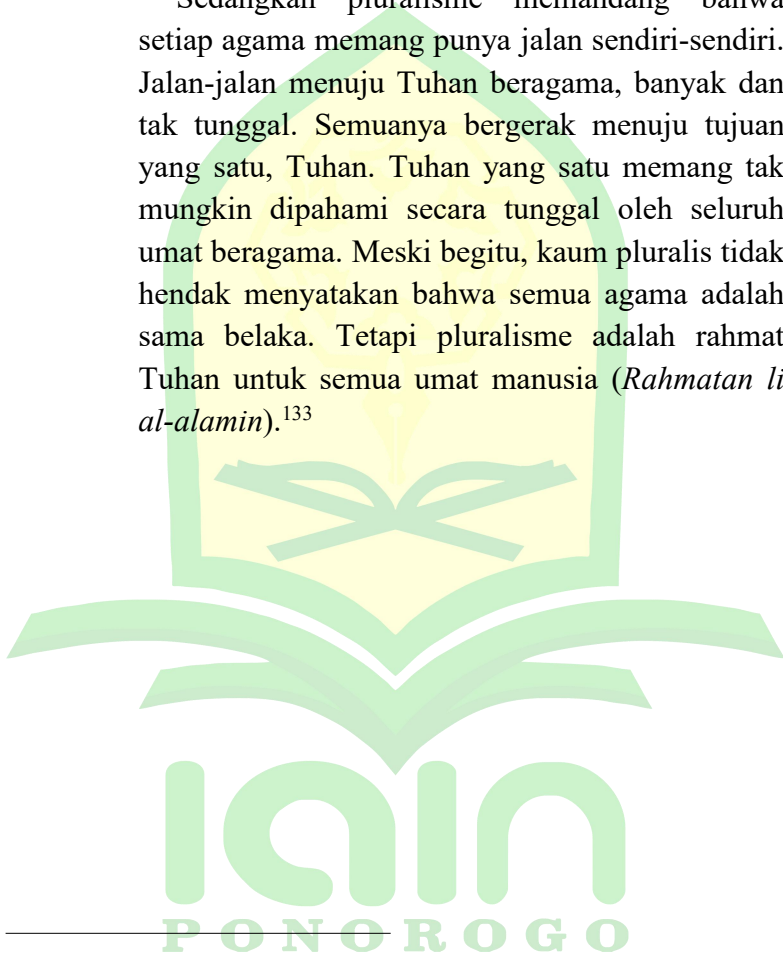 Sedangkan pluralisme memandang bahwa
setiap agama memang punya jalan sendiri-sendiri.
Jalan-jalan menuju Tuhan beragama, banyak dan
tak tunggal. Semuanya bergerak menuju tujuan
yang satu, Tuhan. Tuhan yang satu memang tak
mungkin dipahami secara tunggal oleh seluruh
umat beragama. Meski begitu, kaum pluralis tidak
hendak menyatakan bahwa semua agama adalah
sama belaka. Tetapi pluralisme adalah rahmat
Tuhan untuk semua umat manusia (Rahmatan li
al-alamin).133
IAIN
PONOROGO